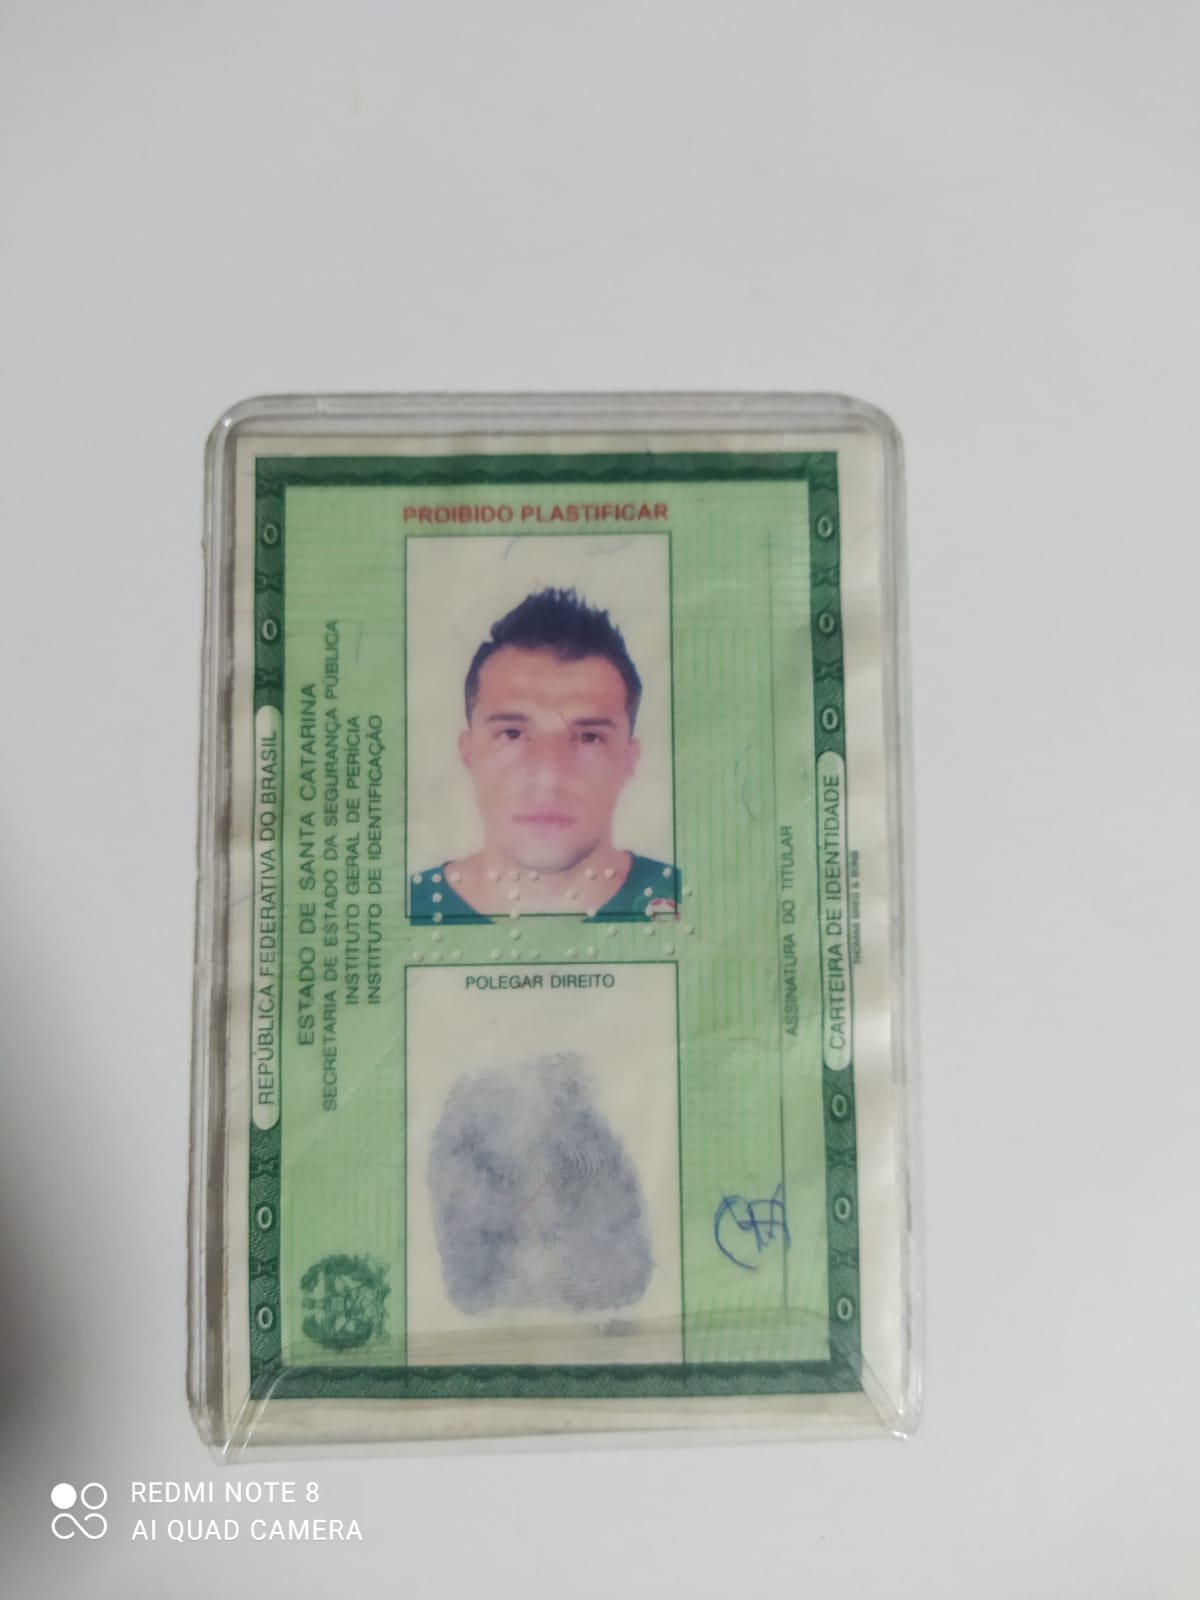 PROIBIDO PLASTIFICAR
REPÚBLICA FEDERATIVA DO BRASIL
ESTADO DE SANTA CATARINA
SECRETARIA DE ESTADO DA SEGURANÇA PÚBLICA
INSTITUTO GERAL DE PERÍCIA
INSTITUTO DE IDENTIFICAÇÃO
POLEGAR DIREITO
ASSINATURA DO TITULAR
CARTEIRA DE IDENTIDADE
REDMI NOTE 8
AI QUAD CAMERA